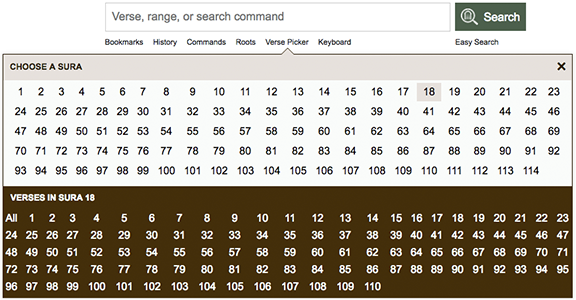 Verse, range, or search command Search
Bookmarks History Commands Roots Verse Picker Keyboard Easy Search
CHOOSE A SURA ×
1 2 3 4 5 6 7 8 9 10 11 12 13 14 15 16 17 18 19 20 21 22 23
24 25 26 27 28 29 30 31 32 33 34 35 36 37 38 39 40 41 42 43 44 45 46
47 48 49 50 51 52 53 54 55 56 57 58 59 60 61 62 63 64 65 66 67 68 69
70 71 72 73 74 75 76 77 78 79 80 81 82 83 84 85 86 87 88 89 90 91 92
93 94 95 96 97 98 99 100 101 102 103 104 105 106 107 108 109 110 111 112 113 114
VERSES IN SURA 18
All 1 2 3 4 5 6 7 8 9 10 11 12 13 14 15 16 17 18 19 20 21 22 23
24 25 26 27 28 29 30 31 32 33 34 35 36 37 38 39 40 41 42 43 44 45 46 47
48 49 50 51 52 53 54 55 56 57 58 59 60 61 62 63 64 65 66 67 68 69 70 71
72 73 74 75 76 77 78 79 80 81 82 83 84 85 86 87 88 89 90 91 92 93 94 95
96 97 98 99 100 101 102 103 104 105 106 107 108 109 110